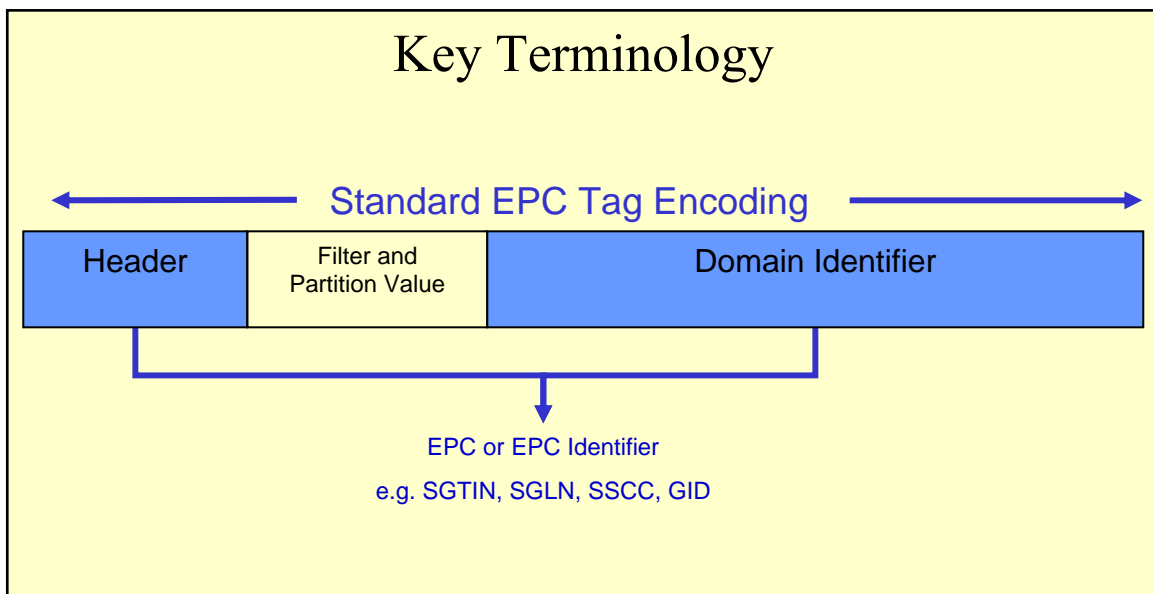 Key Terminology
Standard EPC Tag Encoding
Header
Filter and
Partition Value
Domain Identifier
EPC or EPC Identifier
e.g. SGTIN, SGLN, SSCC, GID